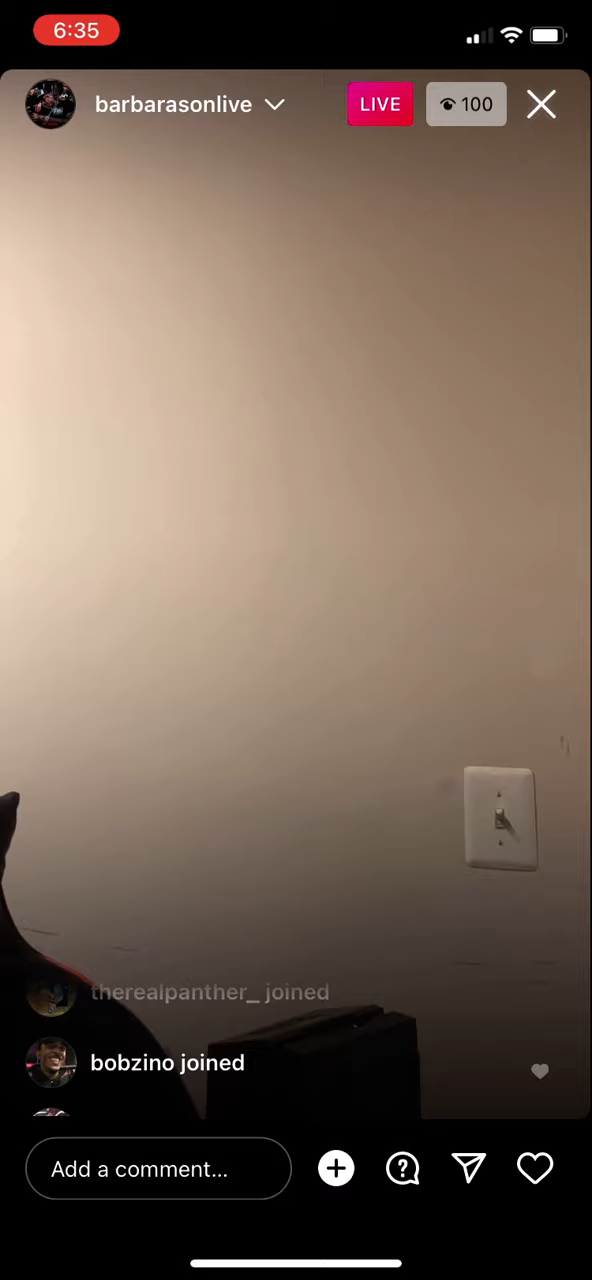 6:35
barbarasonlive
LIVE
100
therealpanther_ joined
bobzino joined
Add a comment...